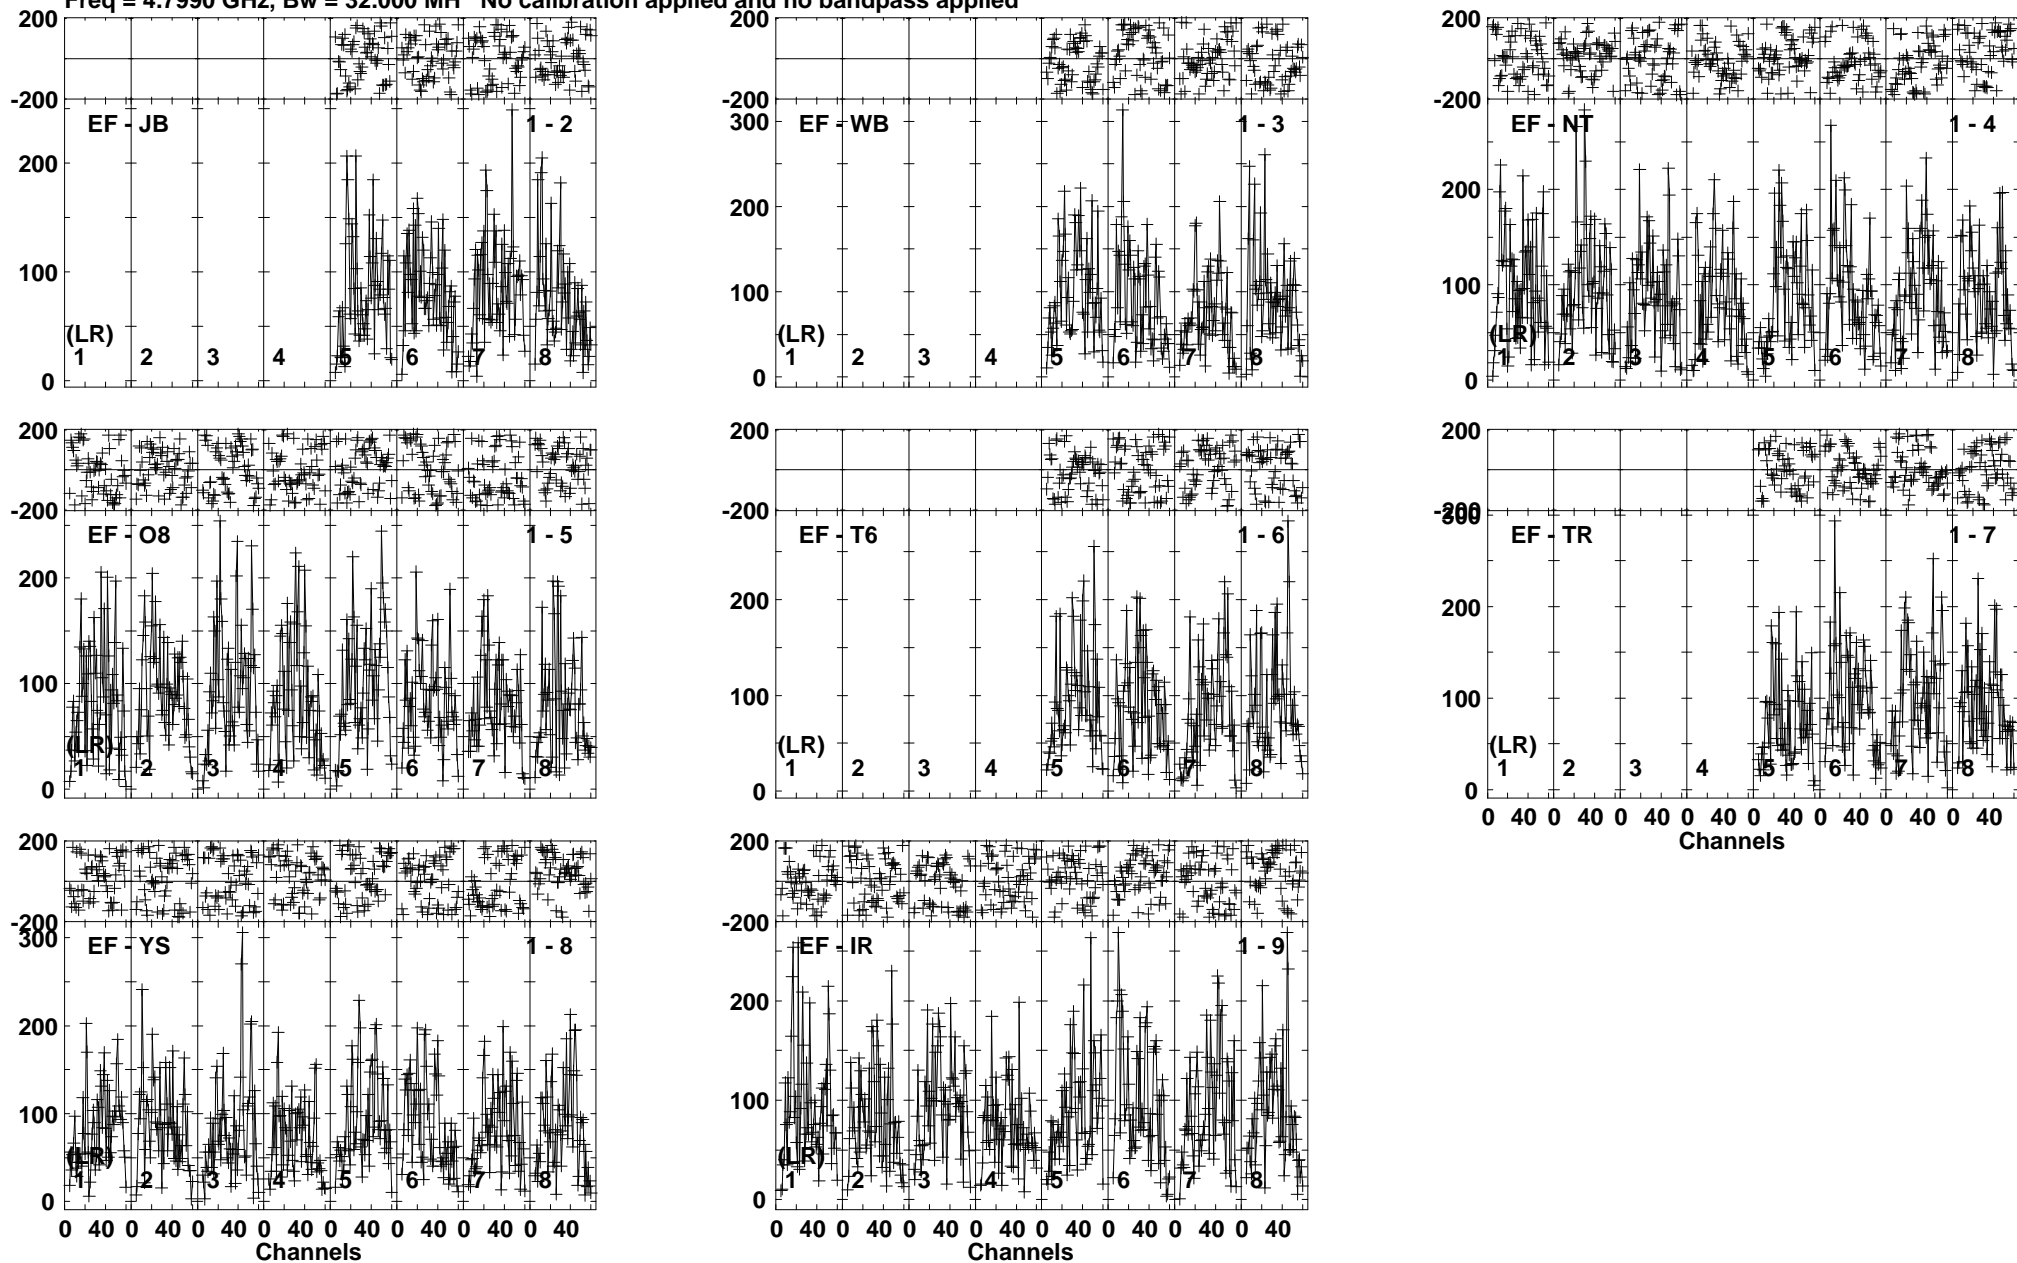 Freq = 4.7990 GHz, Bw = 32.000 MH No calibration applied and no bandpass applied
200
-200
EF - JB 1 - 2
200
100
0
(LR)
1 2 3 4 5 6 7 8
200
-200
EF - WB 1 - 3
300
200
100
0
(LR)
1 2 3 4 5 6 7 8
200
-200
EF - NT 1 - 4
200
100
0
(LR)
1 2 3 4 5 6 7 8
200
-200
EF - O8 1 - 5
200
100
0
(LR)
1 2 3 4 5 6 7 8
200
-200
EF - T6 1 - 6
200
100
0
(LR)
1 2 3 4 5 6 7 8
200
-200
300
EF - TR 1 - 7
200
100
0
(LR)
1 2 3 4 5 6 7 8
0 40 0 40 0 40 0 40 0 40 0 40 0 40 0 40
Channels
200
-200
300
EF - YS 1 - 8
200
100
0
(LR)
1 2 3 4 5 6 7 8
0 40 0 40 0 40 0 40 0 40 0 40 0 40 0 40
Channels
200
-200
EF - IR 1 - 9
200
100
0
(LR)
1 2 3 4 5 6 7 8
0 40 0 40 0 40 0 40 0 40 0 40 0 40 0 40
Channels